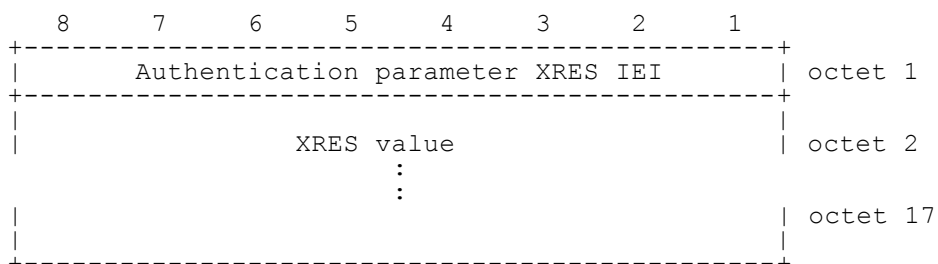 8 7 6 5 4 3 2 1
+-----------------------------------------------+
| Authentication parameter XRES IEI | octet 1
+-----------------------------------------------+
| |
| XRES value | octet 2
:
:
| | octet 17
| |
+-----------------------------------------------+